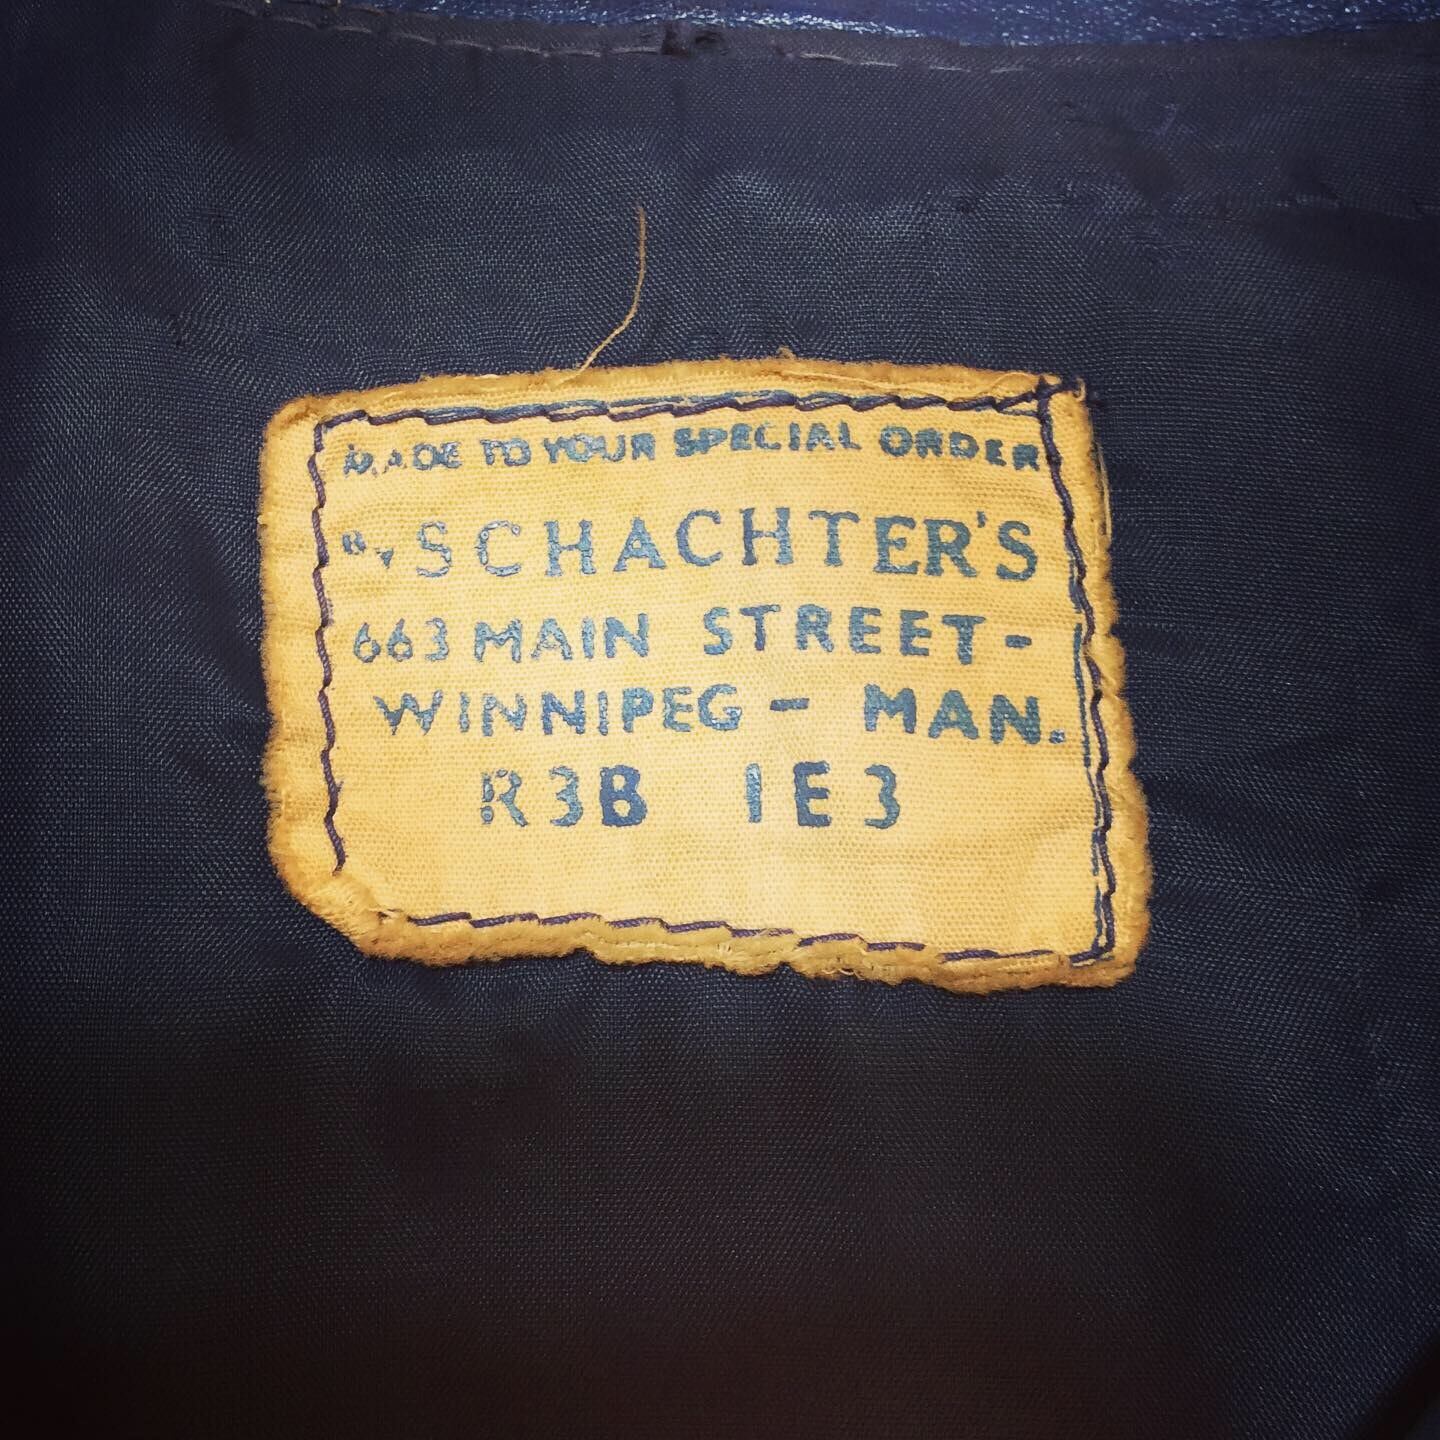 MADE TO YOUR SPECIAL ORDER
BY SCHACHTER'S
663 MAIN STREET-
WINNIPEG - MAN.
R3B 1E3